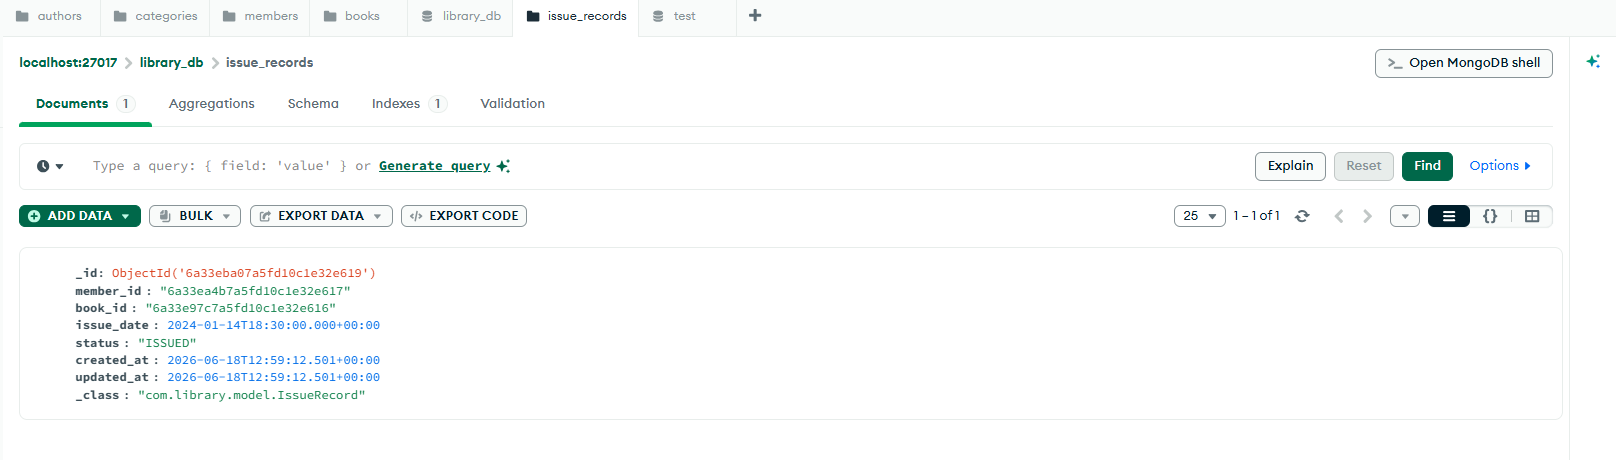 authors categories members books library_db issue_records test
localhost:27017 library_db issue_records Open MongoDB shell
Documents 1 Aggregations Schema Indexes 1 Validation
Type a query: { field: 'value' } or Generate query Explain Reset Find Options
ADD DATA BULK EXPORT DATA EXPORT CODE 25 1 – 1 of 1
_id: ObjectId('6a33eba07a5fd10c1e32e619')
member_id : "6a33ea4b7a5fd10c1e32e617"
book_id : "6a33e97c7a5fd10c1e32e616"
issue_date : 2024-01-14T18:30:00.000+00:00
status : "ISSUED"
created_at : 2026-06-18T12:59:12.501+00:00
updated_at : 2026-06-18T12:59:12.501+00:00
_class : "com.library.model.IssueRecord"